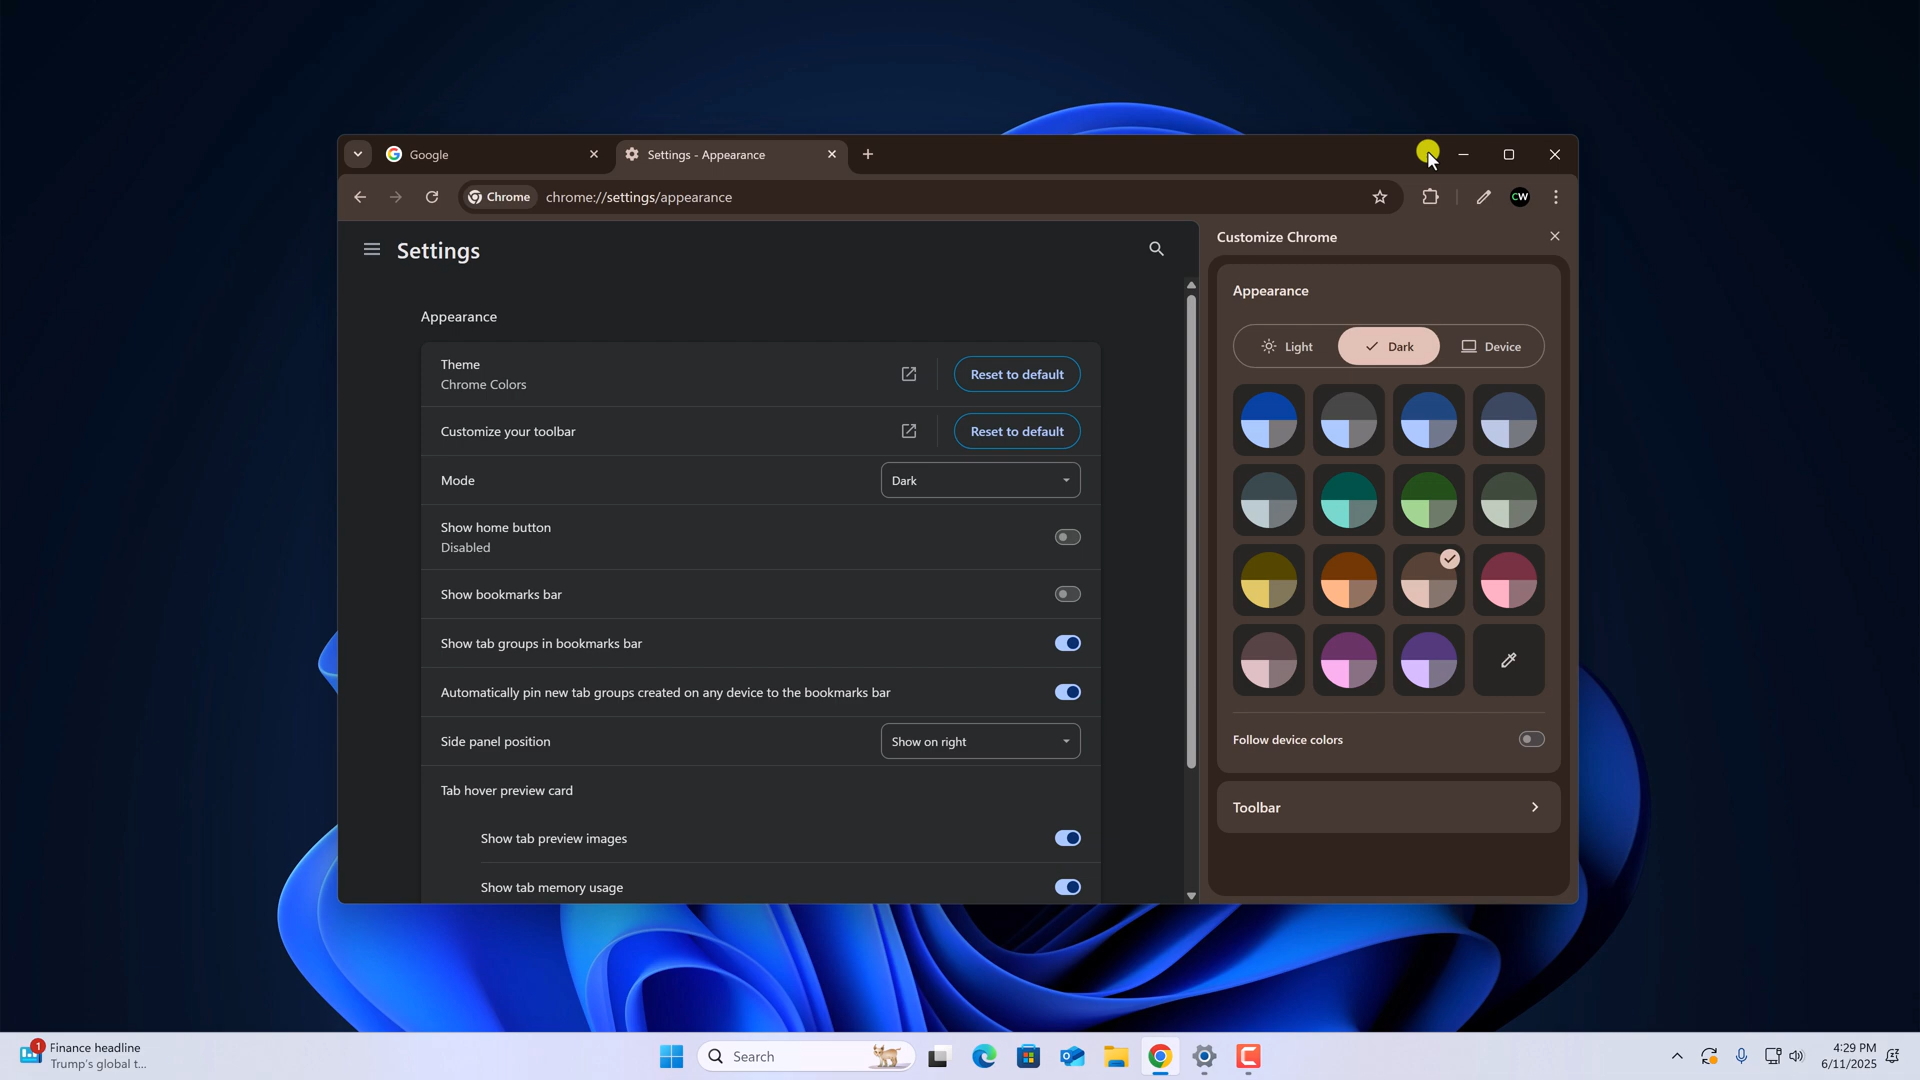 Google
Settings - Appearance
Chrome
chrome://settings/appearance
CW
Settings
Appearance
Theme
Chrome Colors
Reset to default
Customize your toolbar
Reset to default
Mode
Dark
Show home button
Disabled
Show bookmarks bar
Show tab groups in bookmarks bar
Automatically pin new tab groups created on any device to the bookmarks bar
Side panel position
Show on right
Tab hover preview card
Show tab preview images
Show tab memory usage
Customize Chrome
Appearance
Light
Dark
Device
Follow device colors
Toolbar
1
Finance headline
Trump's global t...
Search
4:29 PM
6/11/2025